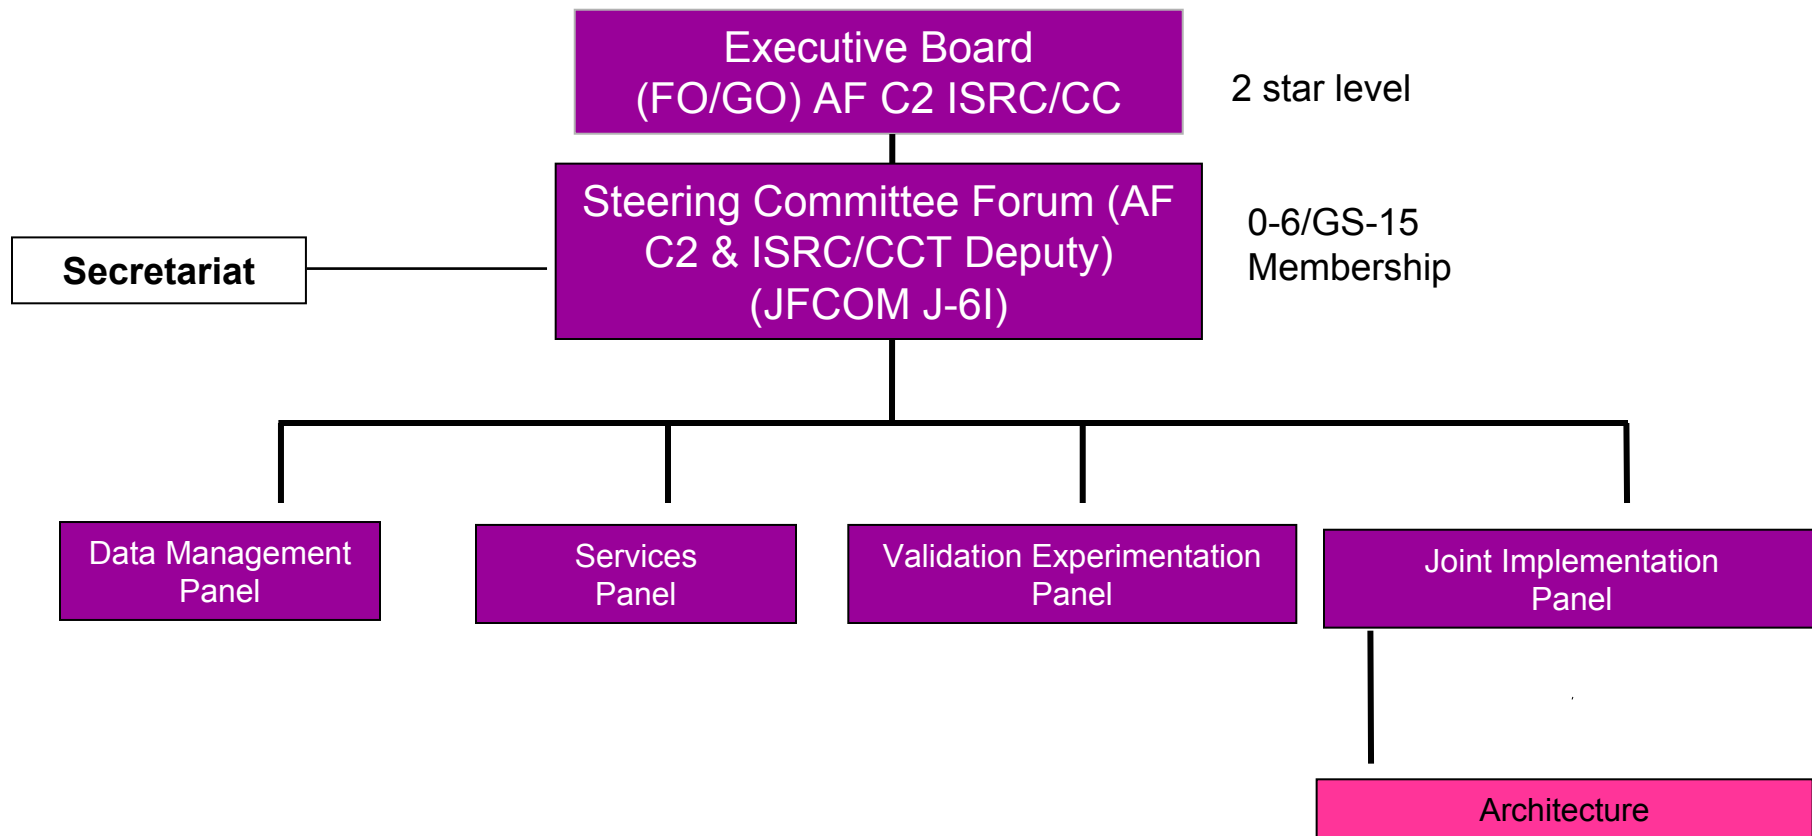 Executive Board
(FO/GO) AF C2 ISRC/CC
2 star level
Steering Committee Forum (AF
C2 & ISRC/CCT Deputy)
(JFCOM J-6I)
0-6/GS-15
Membership
Secretariat
Data Management
Panel
Services
Panel
Validation Experimentation
Panel
Joint Implementation
Panel
Architecture